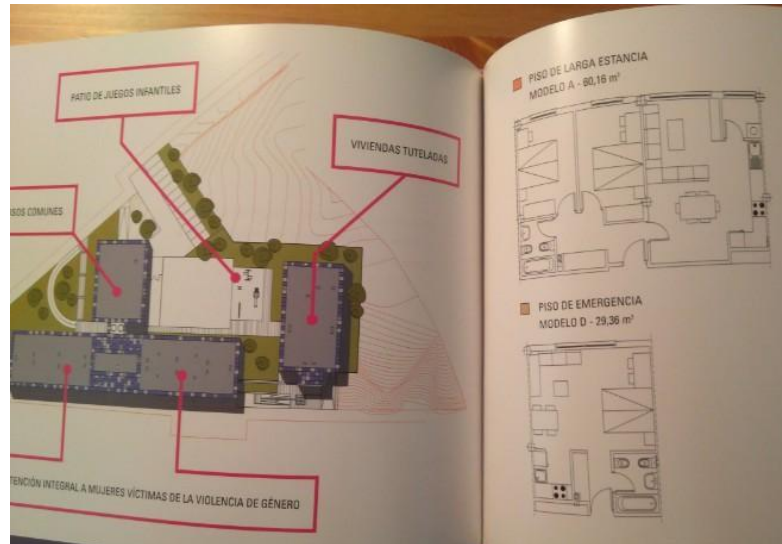 PATIO DE JUEGOS INFANTILES
VIVIENDAS TUTELADAS
USOS COMUNES
TENCIÓN INTEGRAL A MUJERES VÍCTIMAS DE LA VIOLENCIA DE GÉNERO
PISO DE LARGA ESTANCIA
MODELO A - 60,16 m²
PISO DE EMERGENCIA
MODELO D - 29,36 m²